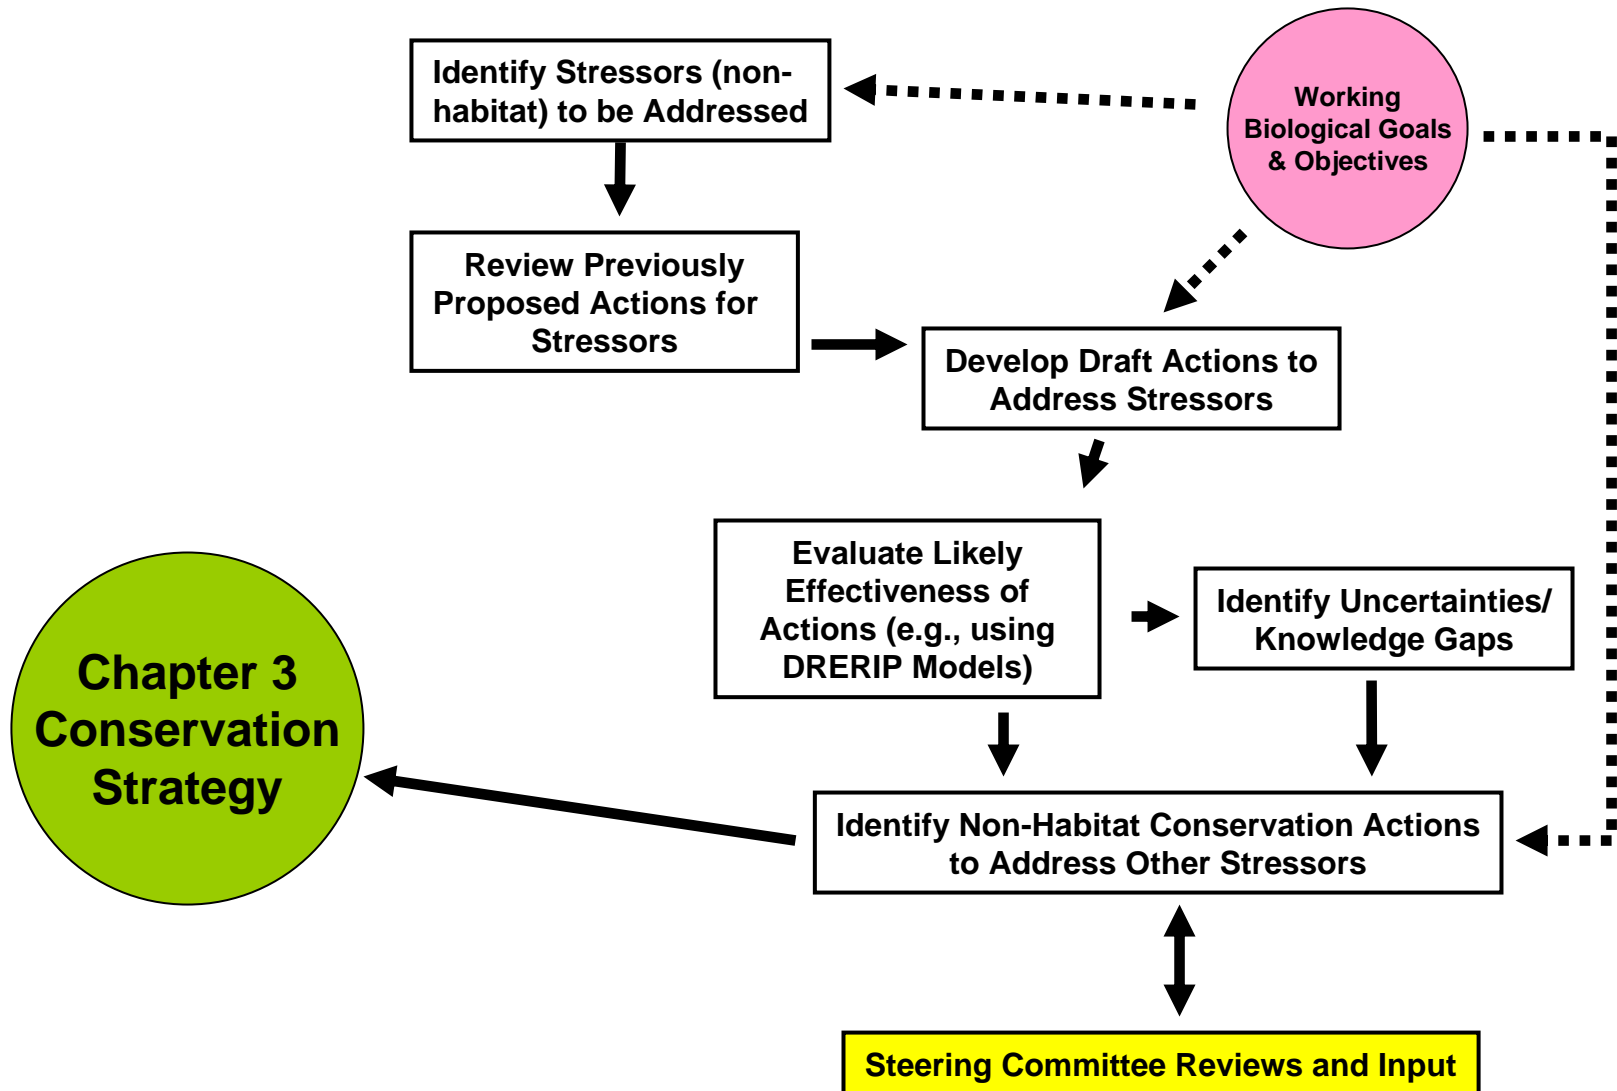 Identify Stressors (non-
habitat) to be Addressed
Working
Biological Goals
& Objectives
Review Previously
Proposed Actions for
Stressors
Develop Draft Actions to
Address Stressors
Evaluate Likely
Effectiveness of
Actions (e.g., using
DRERIP Models)
Identify Uncertainties/
Knowledge Gaps
Chapter 3
Conservation
Strategy
Identify Non-Habitat Conservation Actions
to Address Other Stressors
Steering Committee Reviews and Input